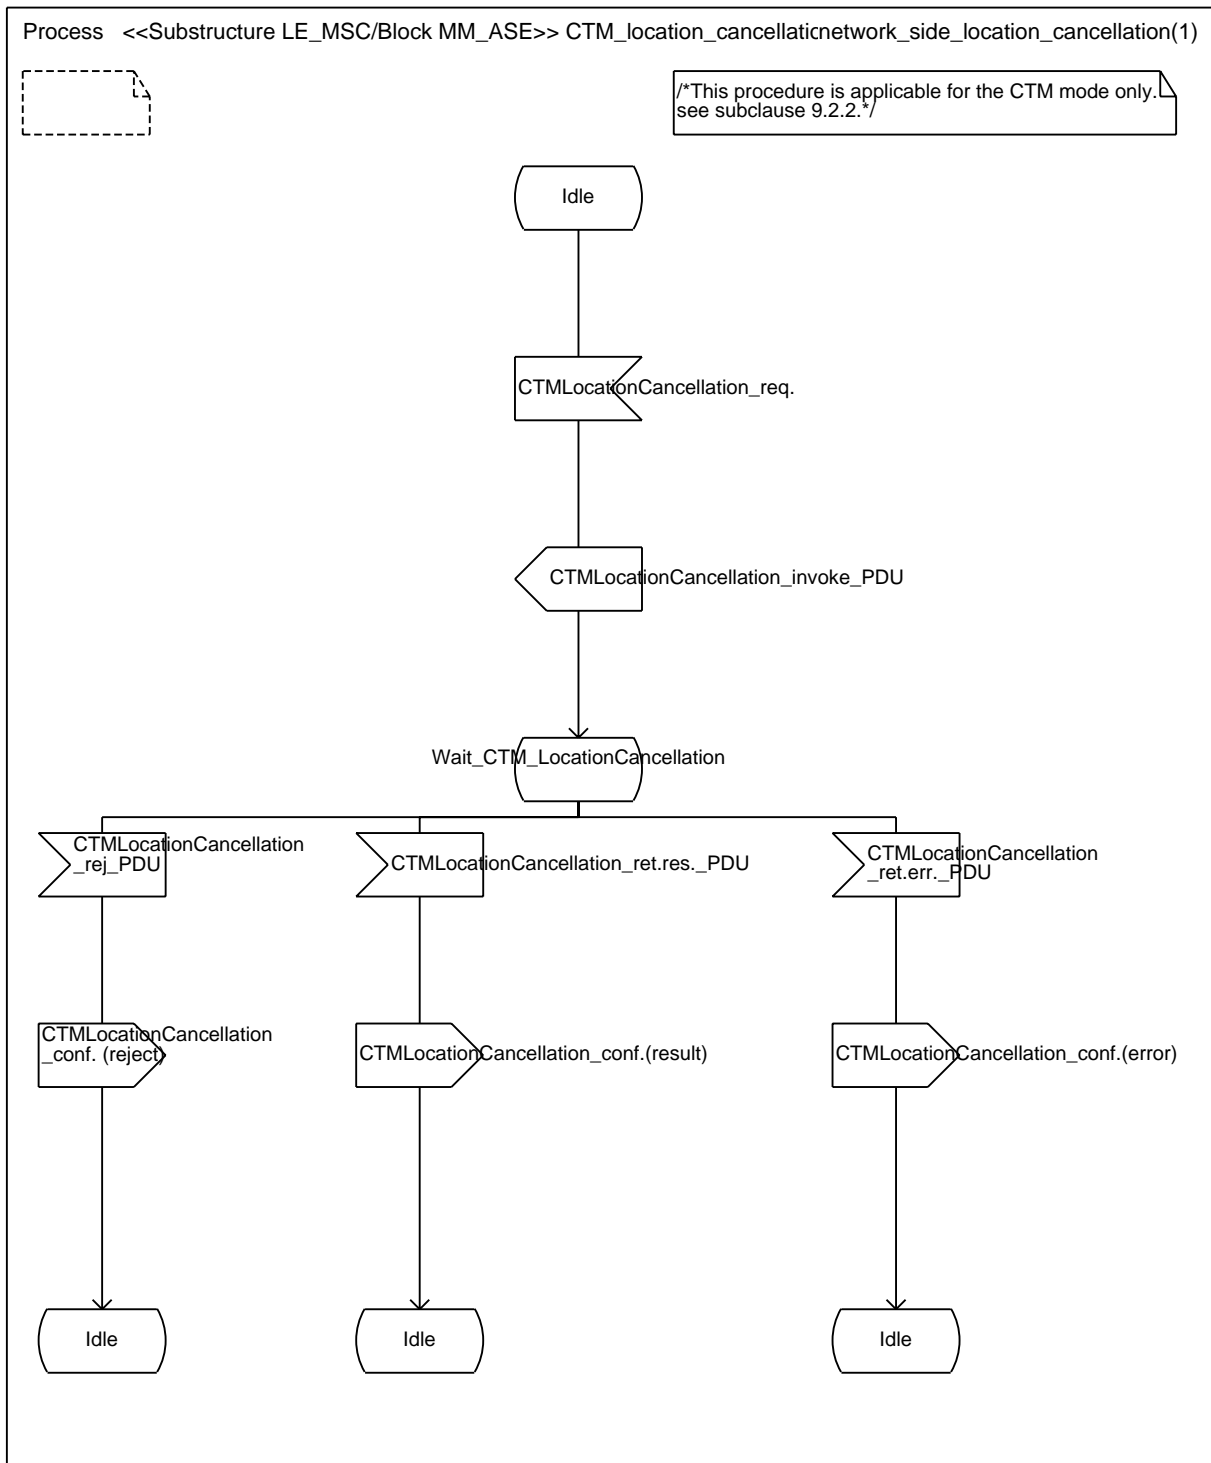 Process <<Substructure LE_MSC/Block MM_ASE>> CTM_location_cancellaticnetwork_side_location_cancellation(1)
/*This procedure is applicable for the CTM mode only.
see subclause 9.2.2.*/
Idle
CTMLocationCancellation_req.
CTMLocationCancellation_invoke_PDU
Wait_CTM_LocationCancellation
CTMLocationCancellation
_rej_PDU
CTMLocationCancellation_ret.res._PDU
CTMLocationCancellation
_ret.err._PDU
CTMLocationCancellation
_conf. (reject)
CTMLocationCancellation_conf.(result)
CTMLocationCancellation_conf.(error)
Idle
Idle
Idle